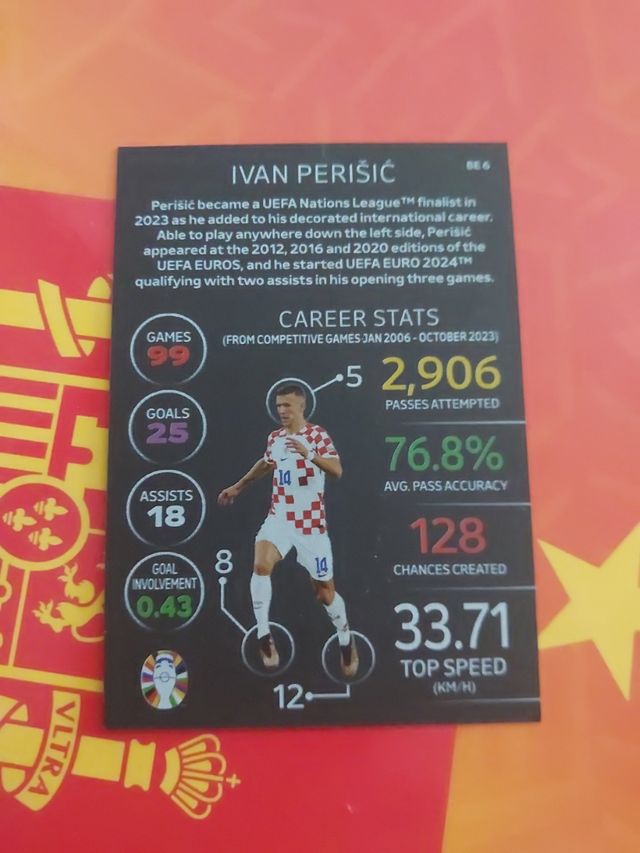 IVAN PERIŠIĆ
BE 6
Perišić became a UEFA Nations League™ finalist in
2023 as he added to his decorated international career.
Able to play anywhere down the left side, Perišić
appeared at the 2012, 2016 and 2020 editions of the
UEFA EUROS, and he started UEFA EURO 2024™
qualifying with two assists in his opening three games.
CAREER STATS
(FROM COMPETITIVE GAMES JAN 2006 - OCTOBER 2023)
GAMES
99
GOALS
25
ASSISTS
18
GOAL
INVOLVEMENT
0.43
5
8
12
14
14
2,906
PASSES ATTEMPTED
76.8%
AVG. PASS ACCURACY
128
CHANCES CREATED
33.71
TOP SPEED
(KM/H)
VLTRA